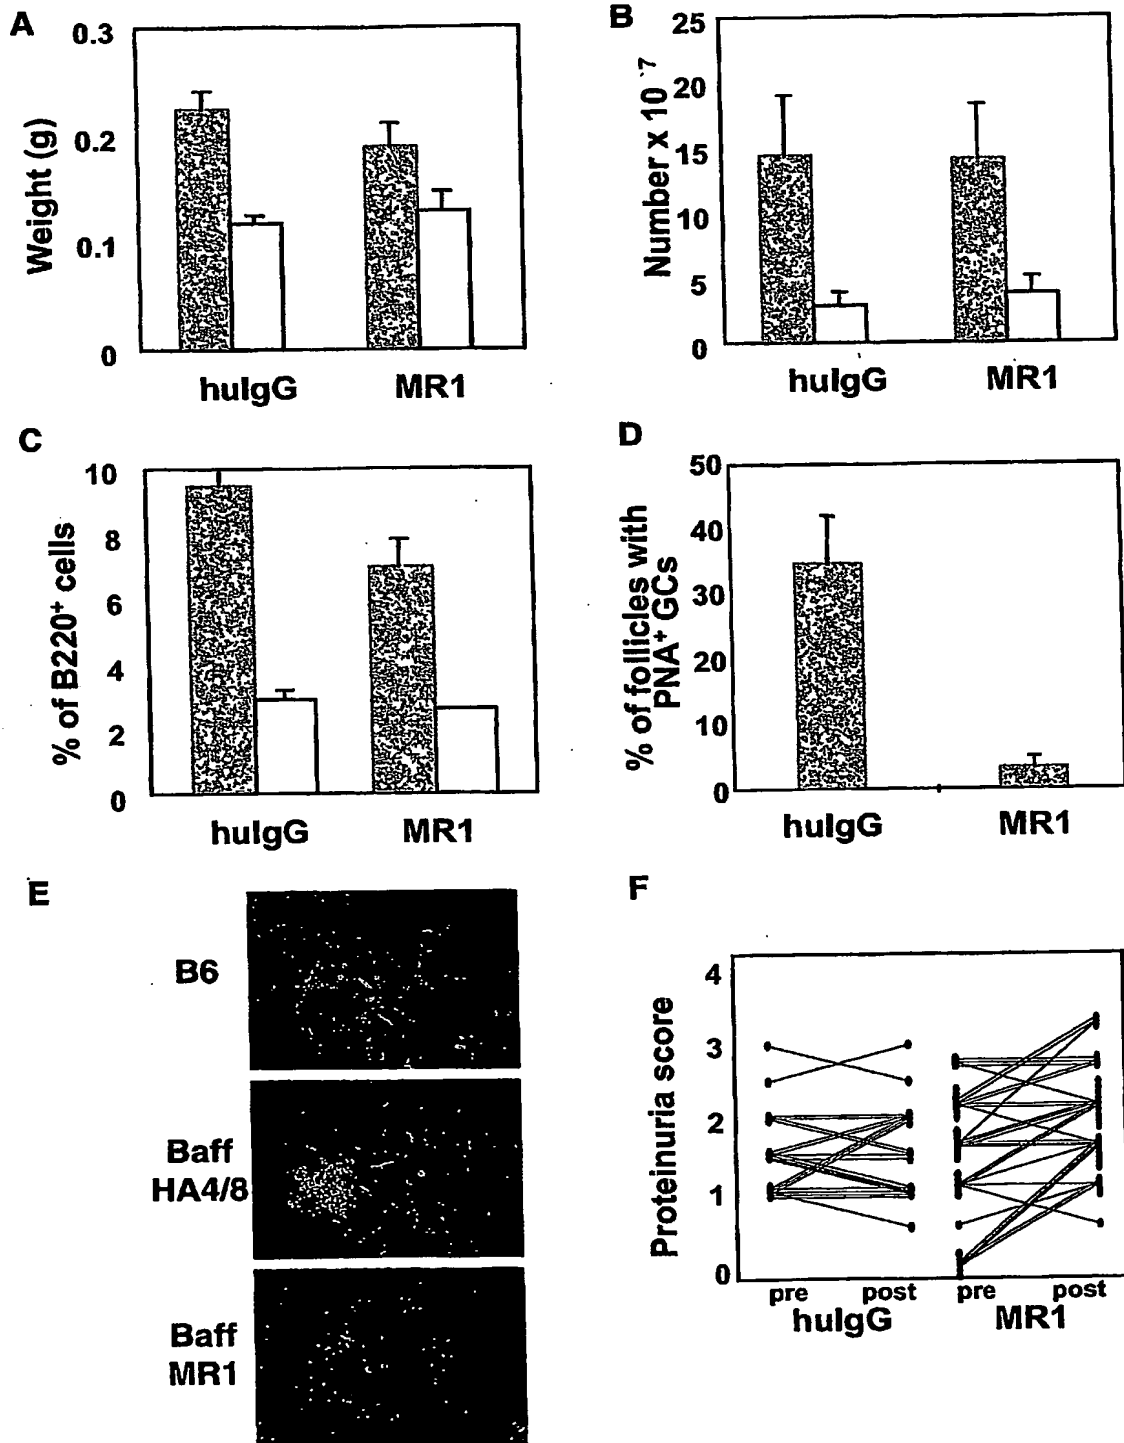 A
Weight (g)
0.3
0.2
0.1
0
huIgG MR1
B
Number x 10⁻⁷
25
20
15
10
5
0
huIgG MR1
C
% of B220⁺ cells
10
8
6
4
2
0
huIgG MR1
D
% of follicles with
PNA⁺ GCs
50
40
30
20
10
0
huIgG MR1
E
B6
Baff
HA4/8
Baff
MR1
F
Proteinuria score
4
3
2
1
0
pre post pre post
huIgG MR1